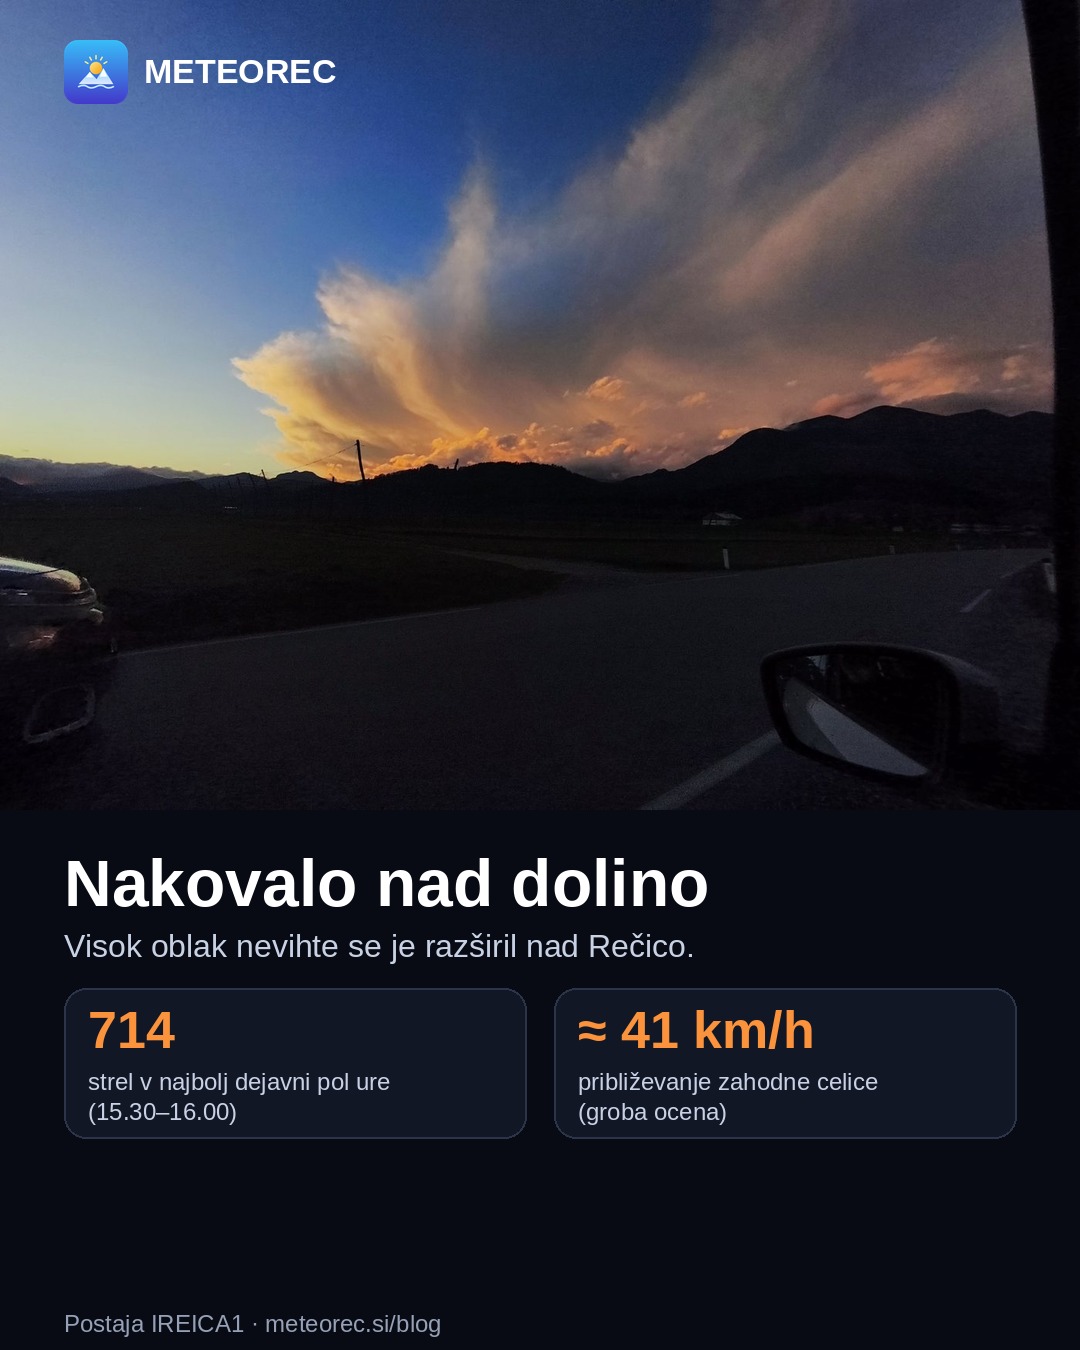 METEOREC
Nakovalo nad dolino
Visok oblak nevihte se je razširil nad Rečico.
714
strel v najbolj dejavni pol ure
(15.30–16.00)
≈ 41 km/h
približevanje zahodne celice
(groba ocena)
Postaja IREICA1 · meteorec.si/blog